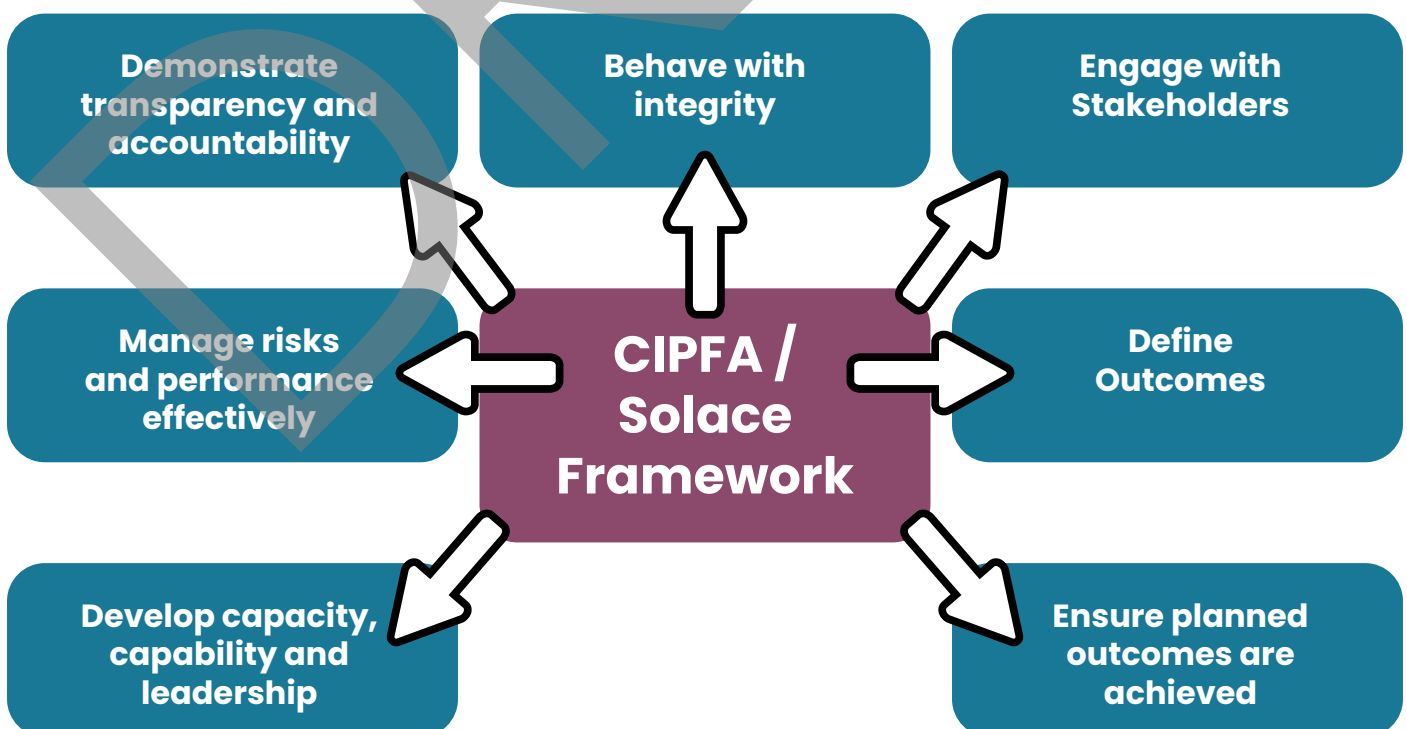 Demonstrate
transparency and
accountability
Behave with
integrity
Engage with
Stakeholders
Manage risks
and performance
effectively
CIPFA /
Solace
Framework
Define
Outcomes
Develop capacity,
capability and
leadership
Ensure planned
outcomes are
achieved